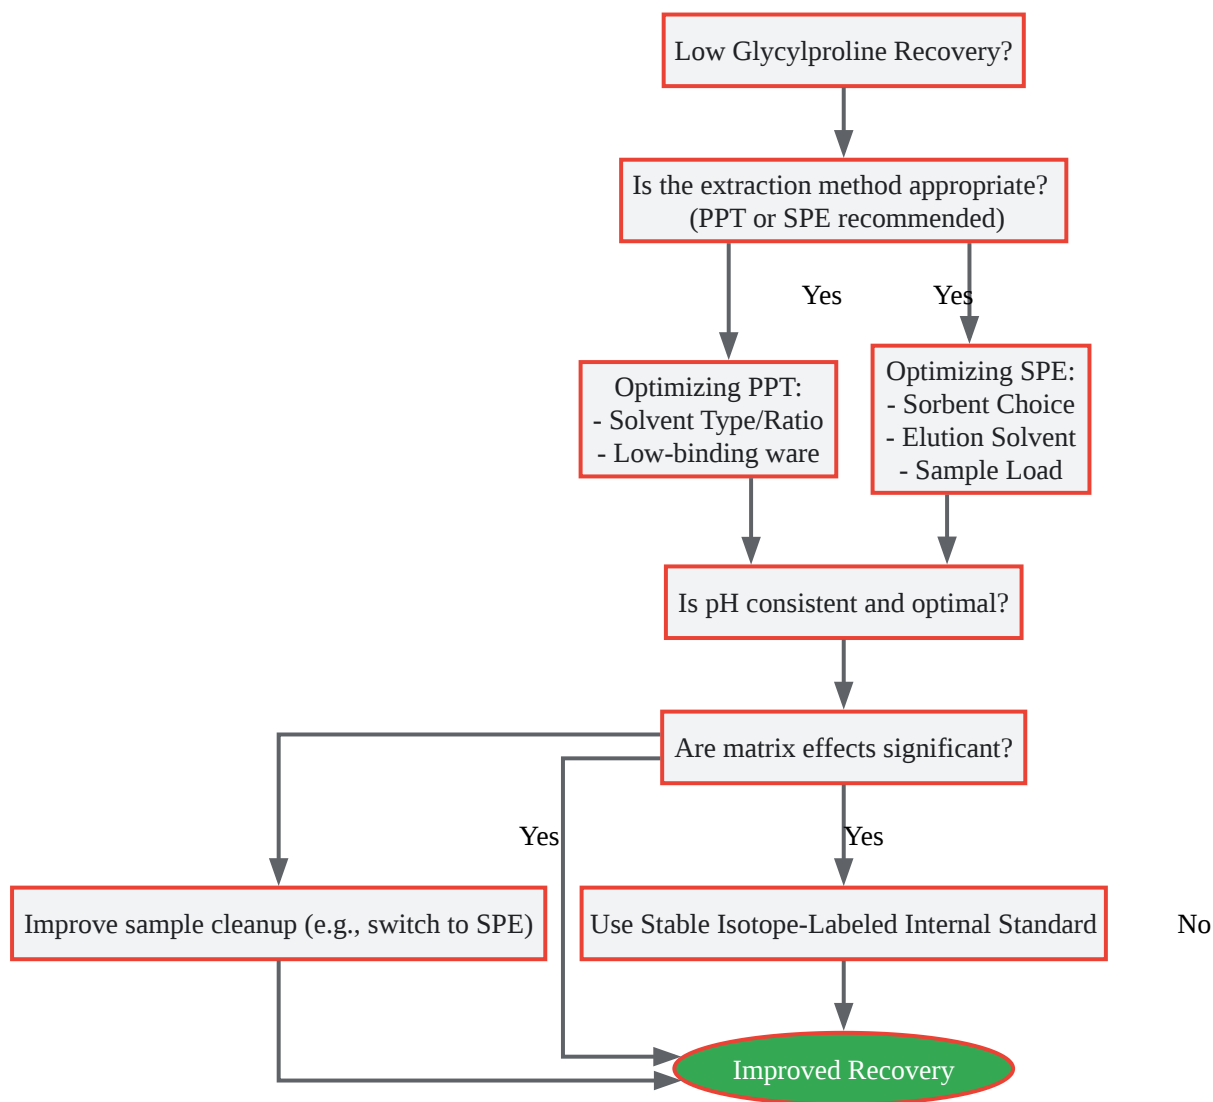 Low Glycylproline Recovery?
Is the extraction method appropriate?
(PPT or SPE recommended)
Yes
Yes
Optimizing PPT:
- Solvent Type/Ratio
- Low-binding ware
Optimizing SPE:
- Sorbent Choice
- Elution Solvent
- Sample Load
Is pH consistent and optimal?
Are matrix effects significant?
Yes
Yes
Improve sample cleanup (e.g., switch to SPE)
Use Stable Isotope-Labeled Internal Standard
No
Improved Recovery